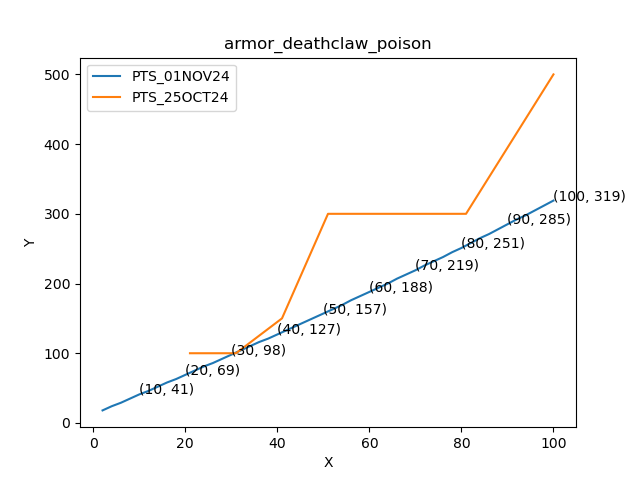 armor_deathclaw_poison
PTS_01NOV24
PTS_25OCT24
500
400
300
200
100
0
Y
(100, 319)
(90, 285)
(80, 251)
(70, 219)
(60, 188)
(50, 157)
(40, 127)
(30, 98)
(20, 69)
(10, 41)
0 20 40 60 80 100
X